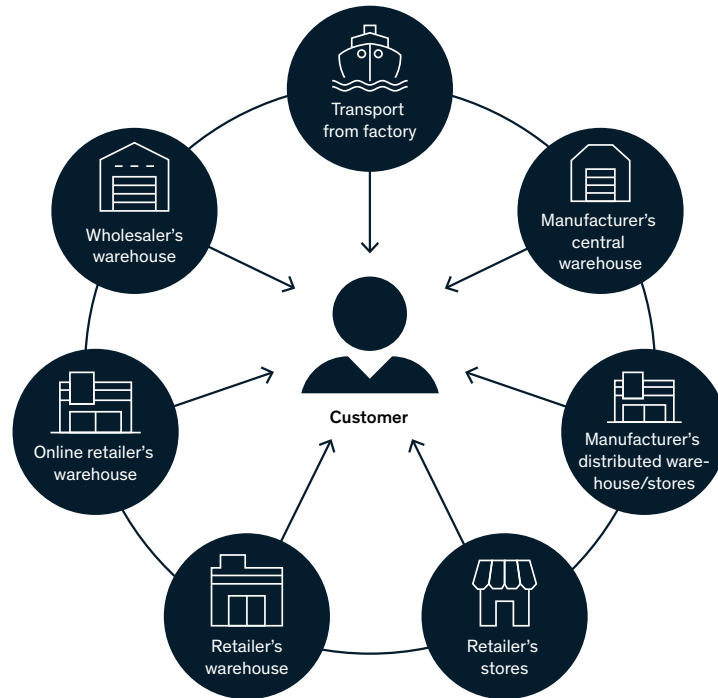 Transport
from factory
Manufacturer’s
central
warehouse
Manufacturer’s
distributed ware-
house/stores
Retailer’s
stores
Retailer’s
warehouse
Online retailer’s
warehouse
Wholesaler’s
warehouse
Customer